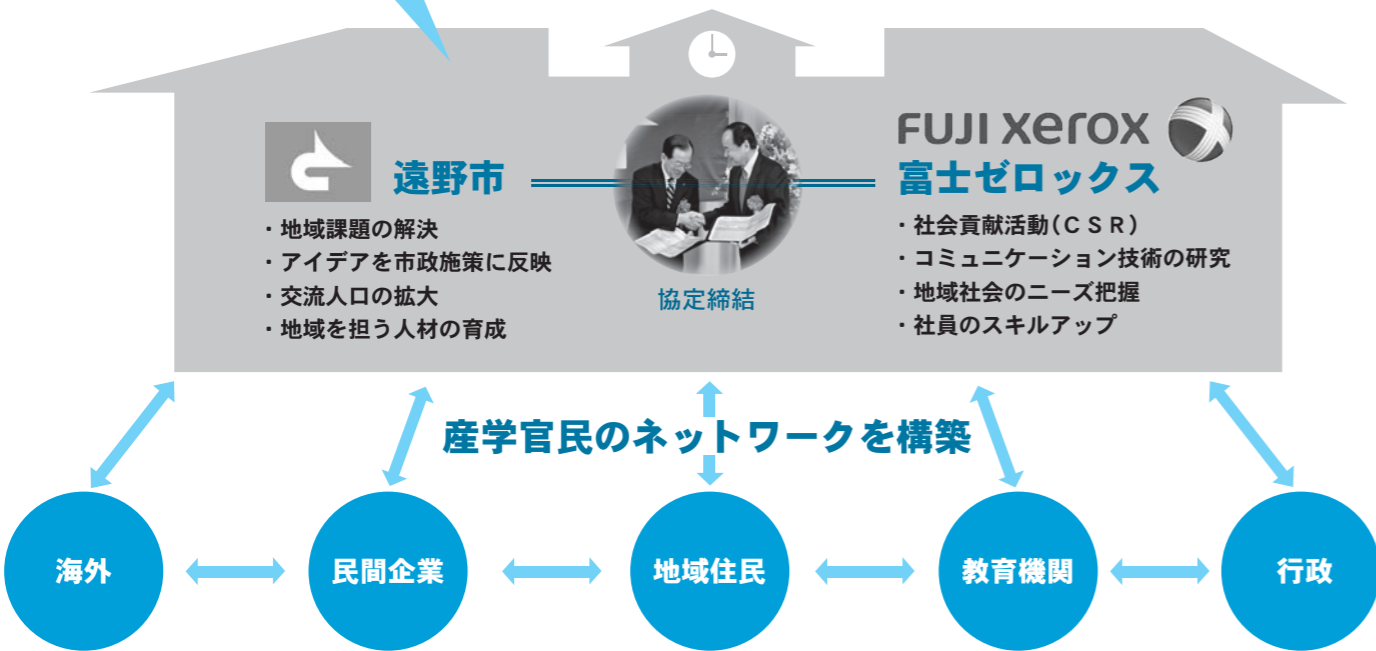 遠野市
・地域課題の解決
・アイデアを市政施策に反映
・交流人口の拡大
・地域を担う人材の育成
協定締結
FUJI xerox
富士ゼロックス
・社会貢献活動(ＣＳＲ)
・コミュニケーション技術の研究
・地域社会のニーズ把握
・社員のスキルアップ
産学官民のネットワークを構築
海外
民間企業
地域住民
教育機関
行政